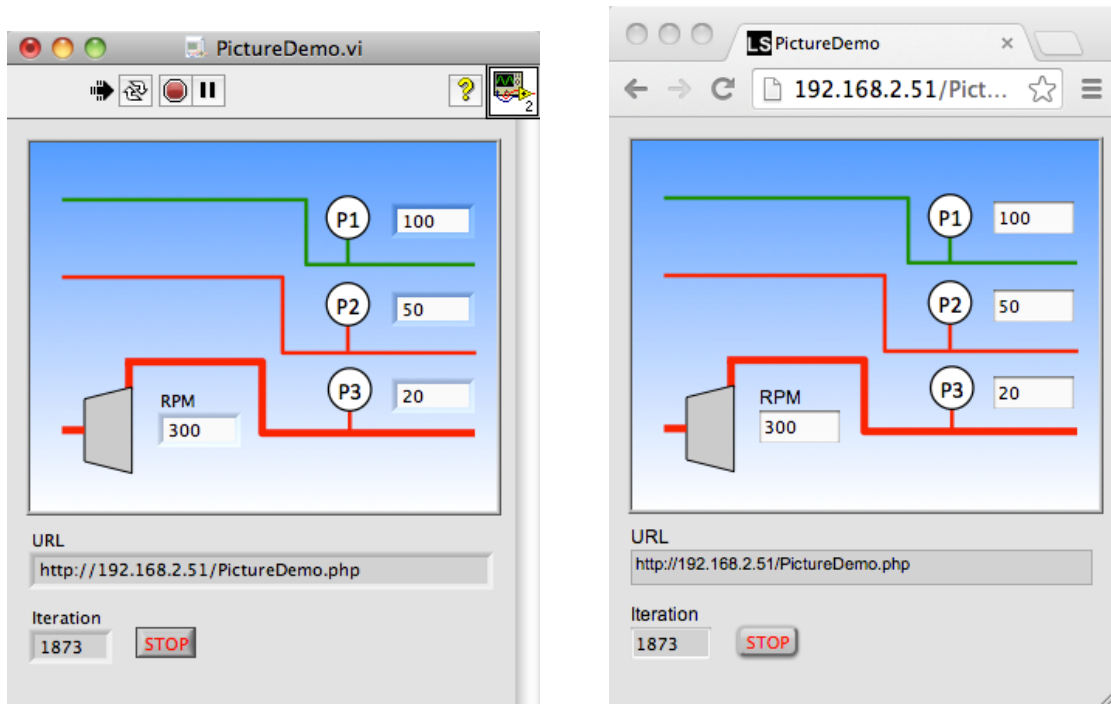 PictureDemo.vi
2
P1
100
P2
50
P3
20
RPM
300
URL
http://192.168.2.51/PictureDemo.php
Iteration
1873
STOP
LS PictureDemo
192.168.2.51/Pict...
P1
100
P2
50
P3
20
RPM
300
URL
http://192.168.2.51/PictureDemo.php
Iteration
1873
STOP